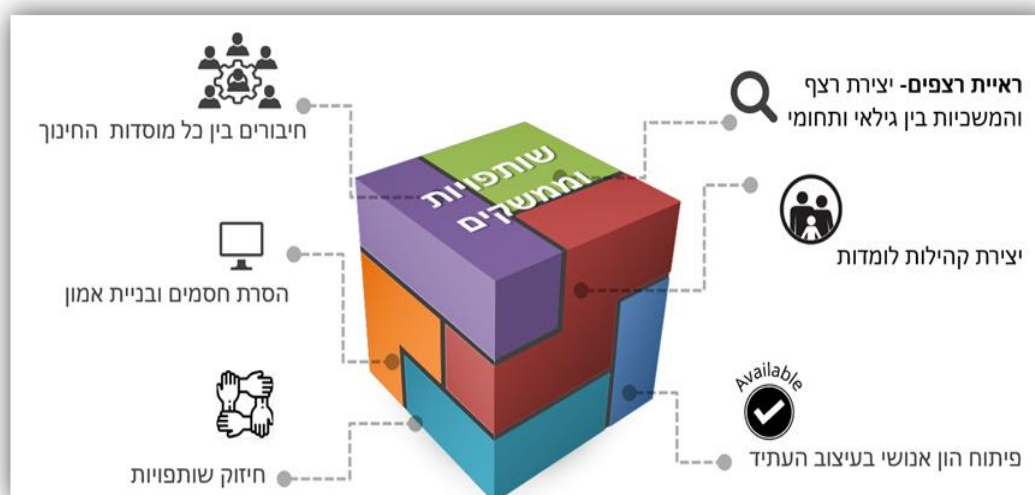 שותפויות
וממשקים
ראיית רצפים- יצירת רצף
והמשכיות בין גילאי ותחומי
יצירת קהילות לומדות
Available
פיתוח הון אנושי בעיצוב העתיד
חיבורים בין כל מוסדות החינוך
הסרת חסמים ובניית אמון
חיזוק שותפויות